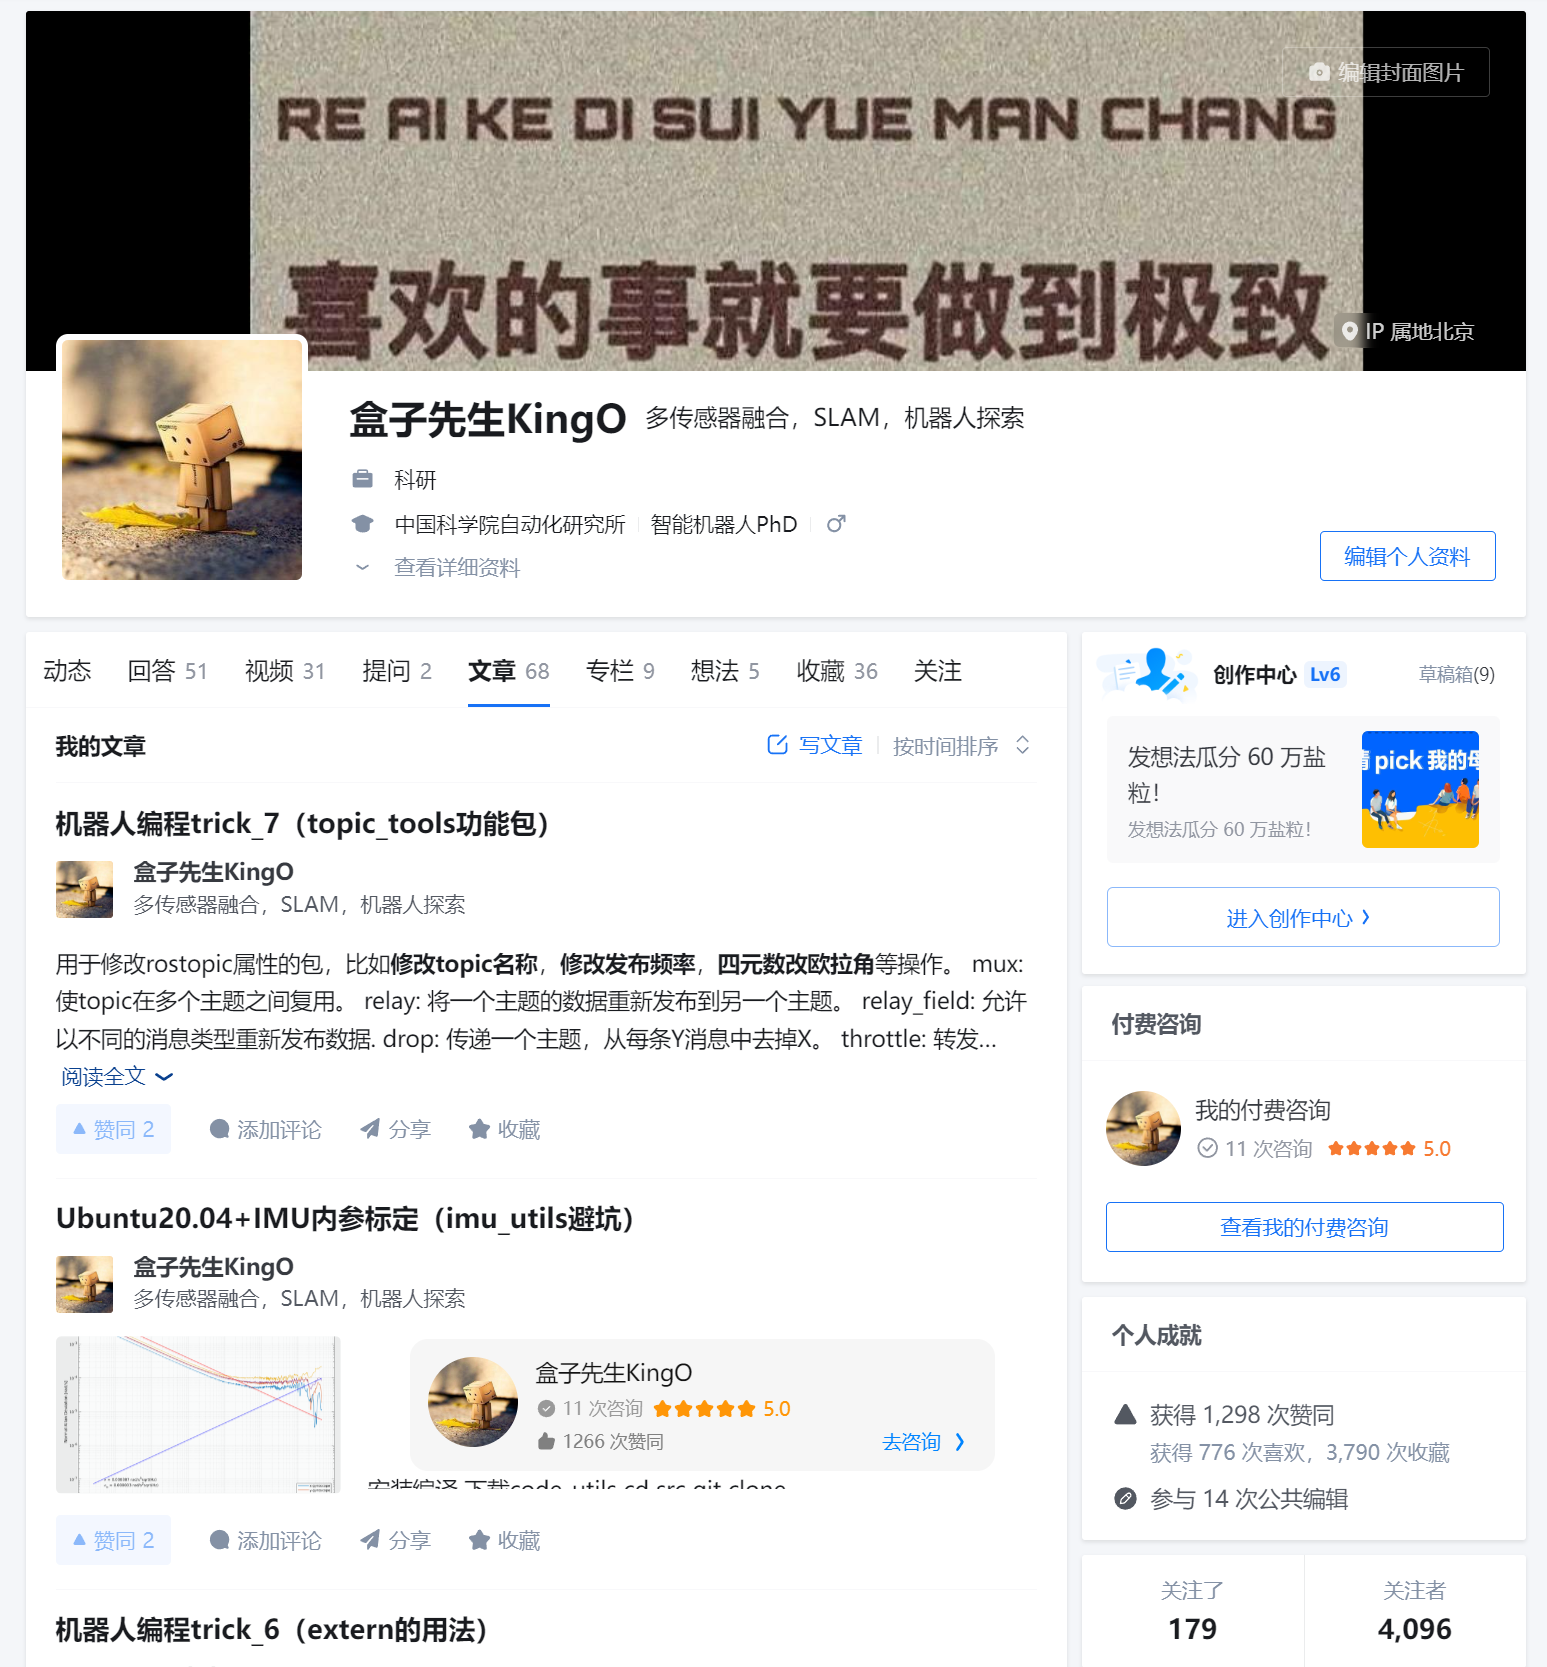 编辑封面图片
RE AI KE DI SUI YUE MAN CHANG
喜欢的事就要做到极致
IP 属地北京
盒子先生KingO 多传感器融合，SLAM，机器人探索
科研
中国科学院自动化研究所 智能机器人PhD
查看详细资料
编辑个人资料
动态 回答 51 视频 31 提问 2 文章 68 专栏 9 想法 5 收藏 36 关注
我的文章 写文章 按时间排序
机器人编程trick_7（topic_tools功能包）
盒子先生KingO
多传感器融合，SLAM，机器人探索
用于修改rostopic属性的包，比如修改topic名称，修改发布频率，四元数改欧拉角等操作。 mux:
使topic在多个主题之间复用。 relay: 将一个主题的数据重新发布到另一个主题。 relay_field: 允许
以不同的消息类型重新发布数据. drop: 传递一个主题，从每条Y消息中去掉X。 throttle: 转发...
阅读全文
赞同 2 添加评论 分享 收藏
Ubuntu20.04+IMU内参标定（imu_utils避坑）
盒子先生KingO
多传感器融合，SLAM，机器人探索
盒子先生KingO
11 次咨询 5.0
1266 次赞同
去咨询
安装编译 下载code_utils cd src git clone
赞同 2 添加评论 分享 收藏
机器人编程trick_6（extern的用法）
创作中心 Lv6 草稿箱(9)
发想法瓜分 60 万盐
粒！
发想法瓜分 60 万盐粒！
pick 我的母
进入创作中心
付费咨询
我的付费咨询
11 次咨询 5.0
查看我的付费咨询
个人成就
获得 1,298 次赞同
获得 776 次喜欢，3,790 次收藏
参与 14 次公共编辑
关注了 关注者
179 4,096